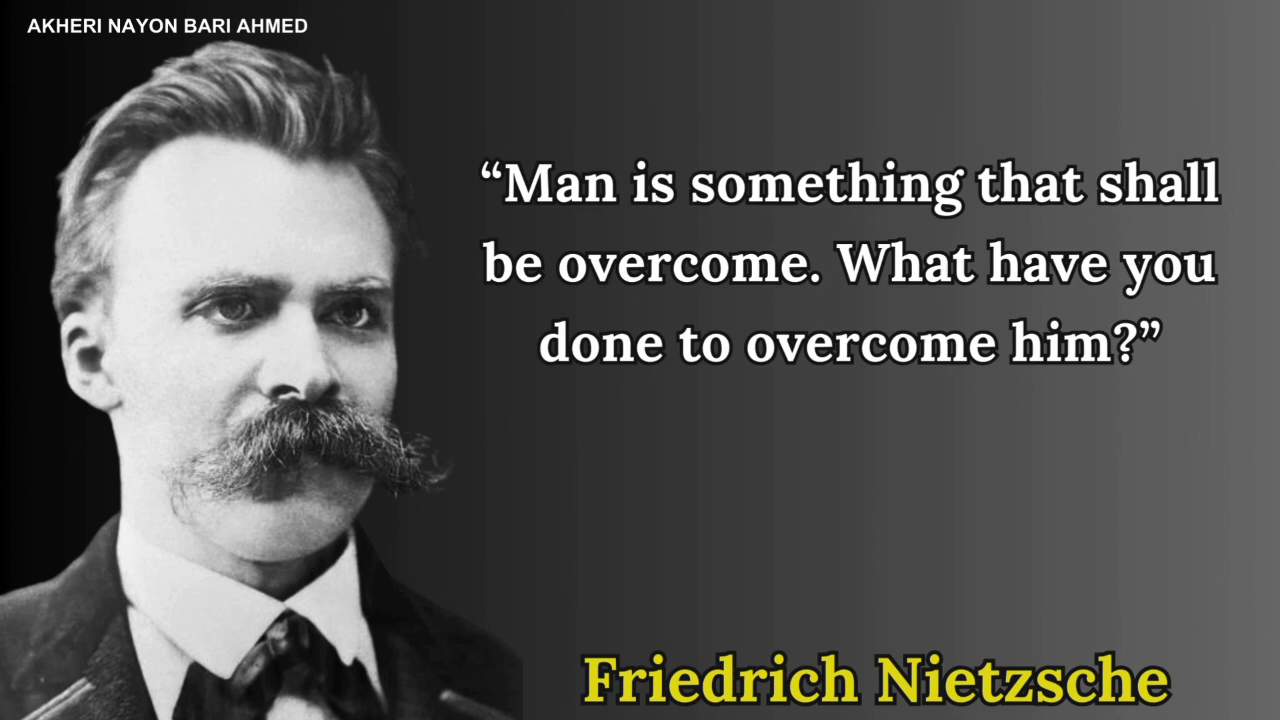 AKHERI NAYON BARI AHMED
“Man is something that shall
be overcome. What have you
done to overcome him?”
Friedrich Nietzsche